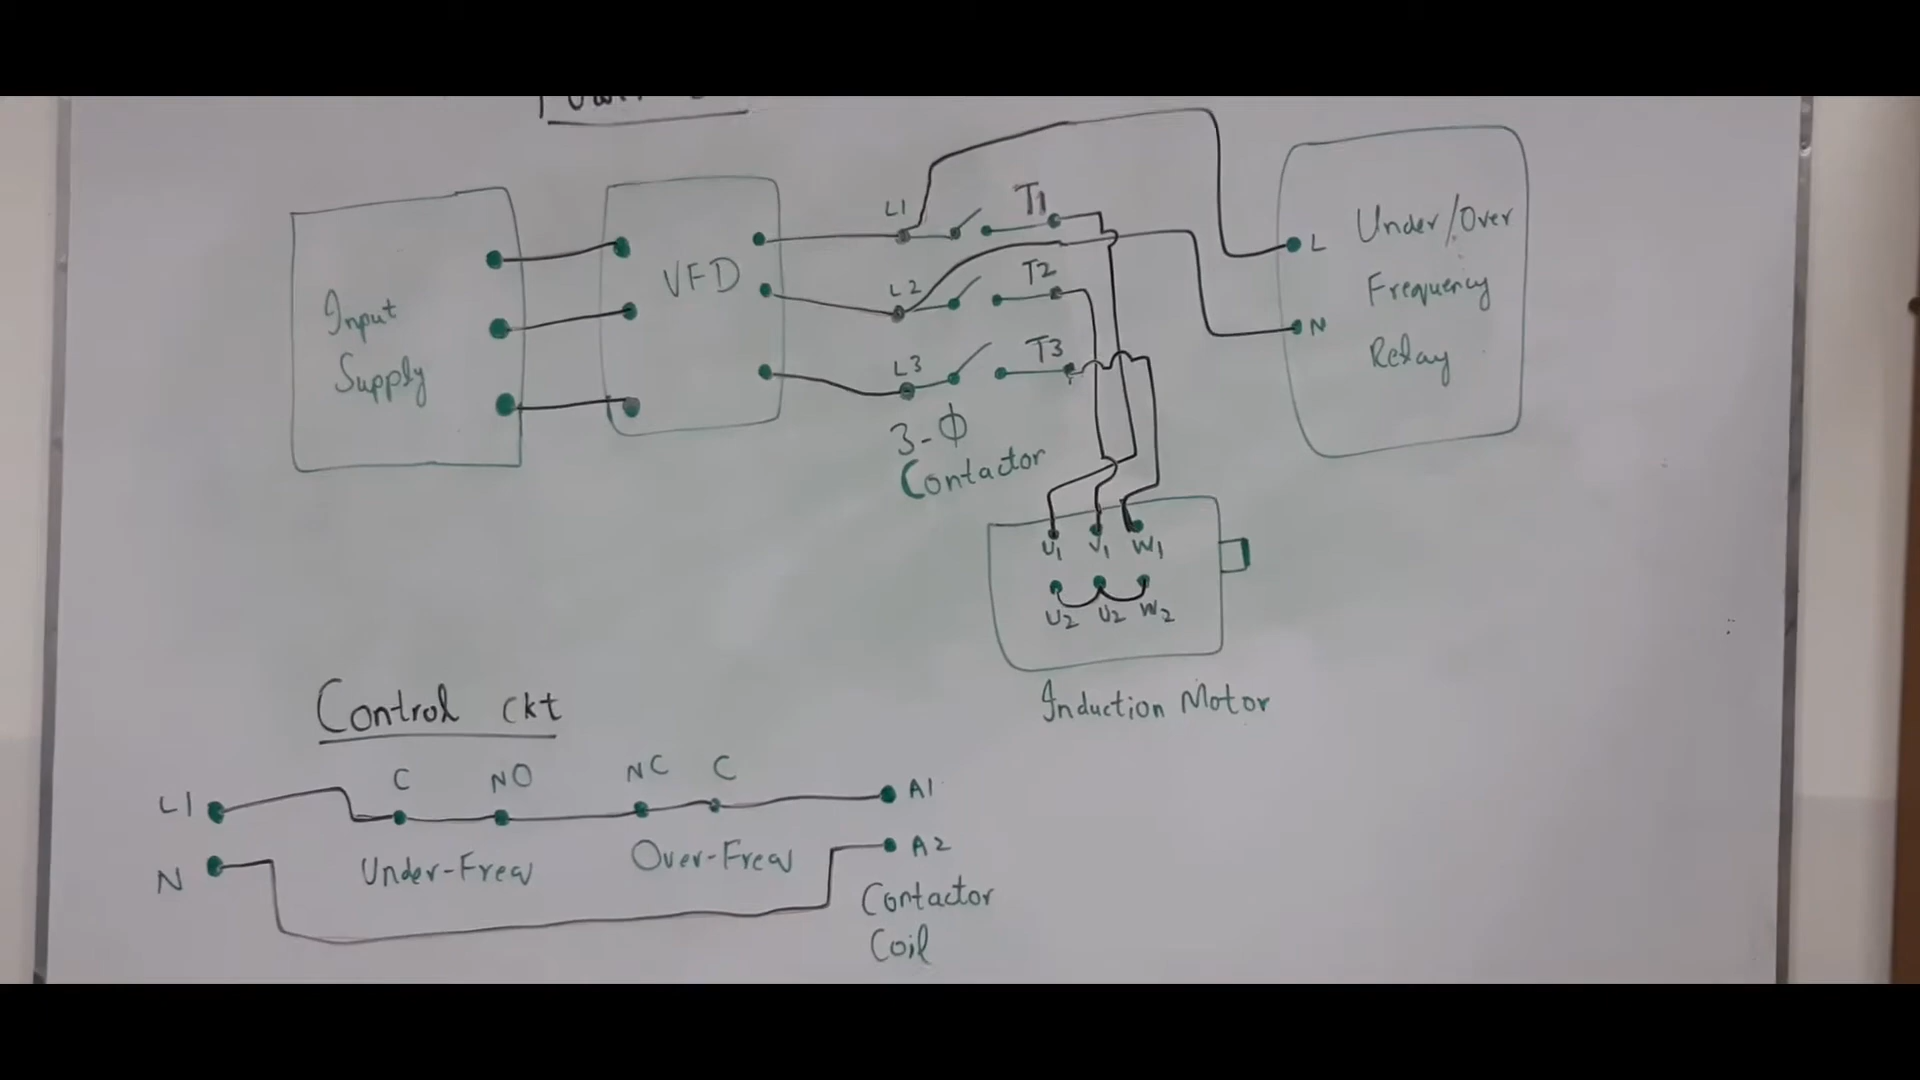 Input
Supply
VFD
L1
T1
L2
T2
L3
T3
3-Φ
Contactor
L
N
Under/Over
Frequency
Relay
U1 V1 W1
U2 U2 W2
Induction Motor
Control ckt
L1
C
NO
NC
C
A1
N
Under-Freq
Over-Freq
A2
Contactor
Coil